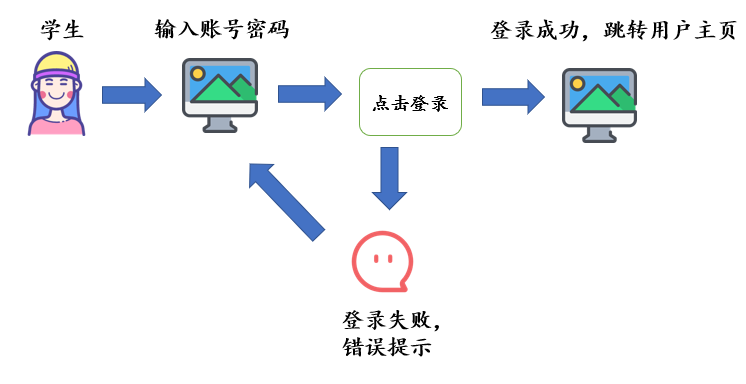 学生
输入账号密码
登录成功，跳转用户主页
点击登录
登录失败，
错误提示